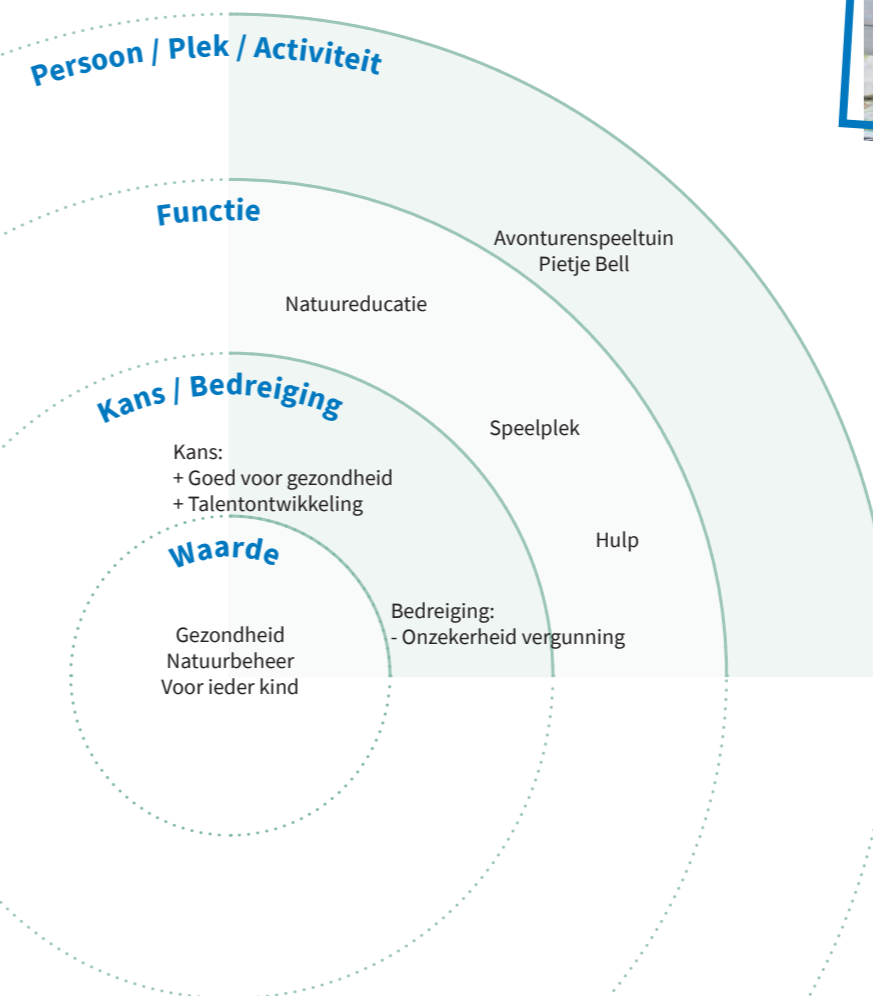 Persoon / Plek / Activiteit
Functie
Avonturenspeeltuin
Pietje Bell
Natuureducatie
Kans / Bedreiging
Speelplek
Kans:
+ Goed voor gezondheid
+ Talentontwikkeling
Hulp
Waarde
Bedreiging:
- Onzekerheid vergunning
Gezondheid
Natuurbeheer
Voor ieder kind